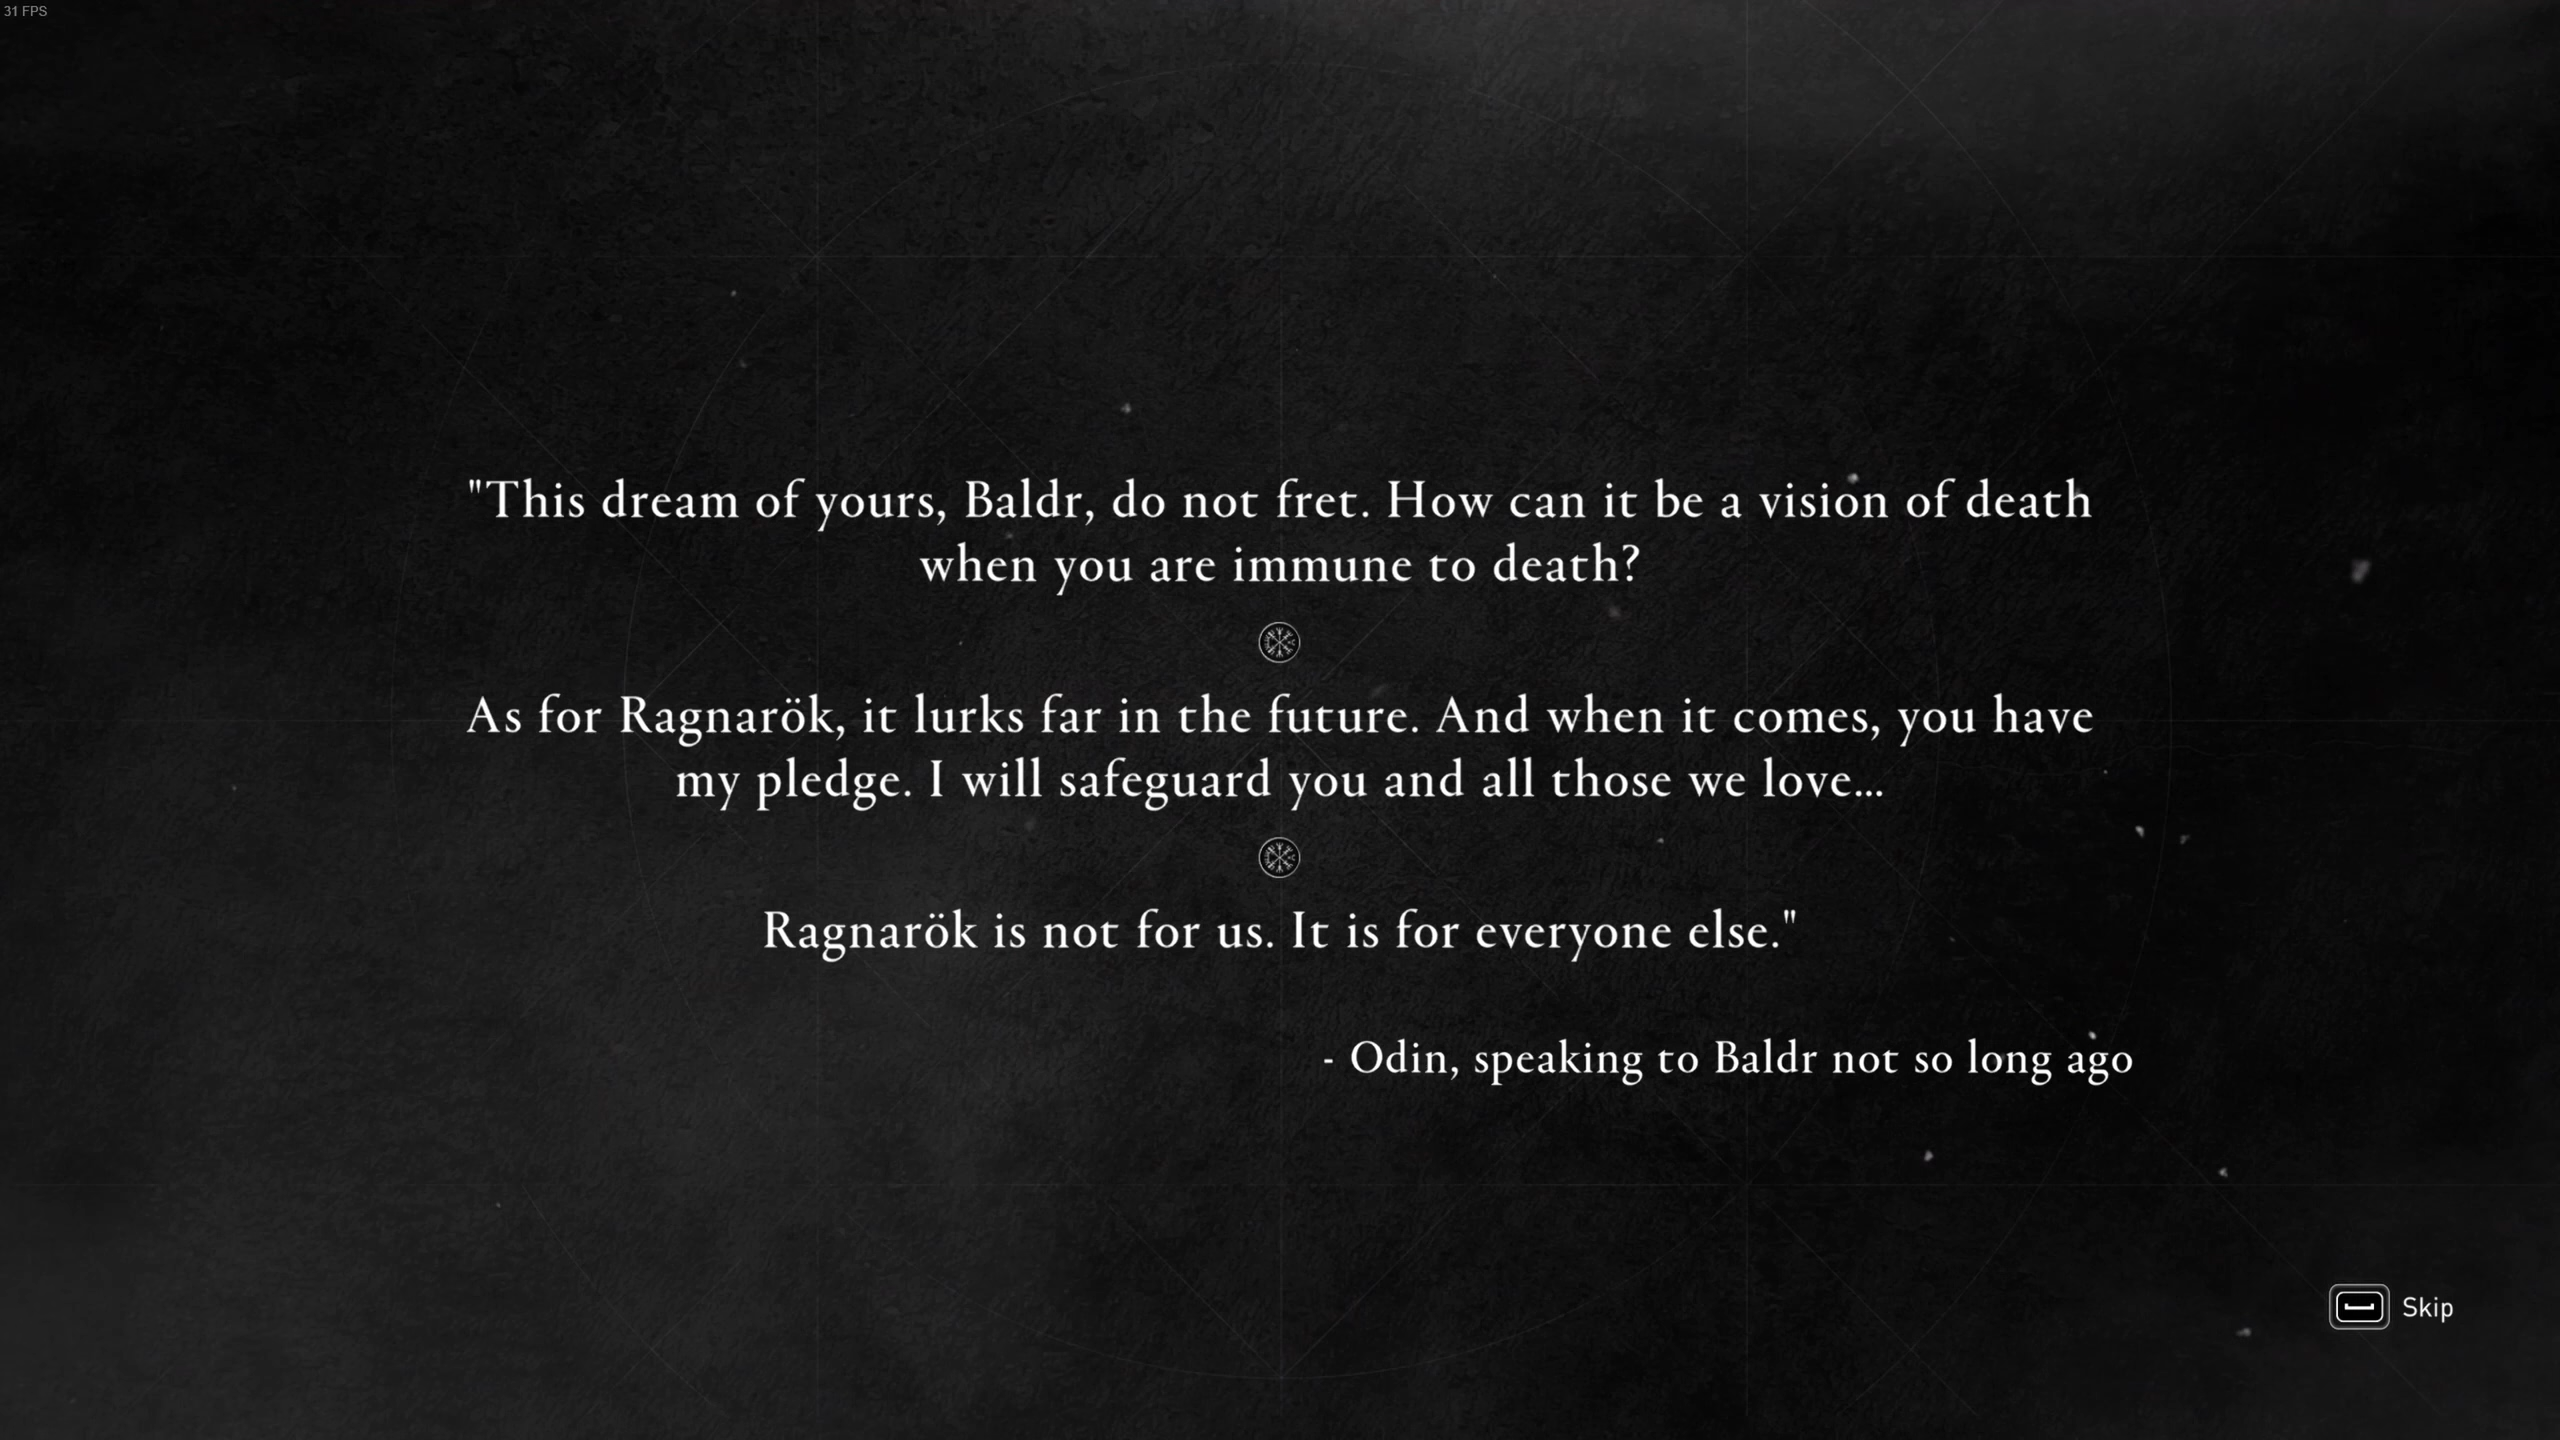 31 FPS
"This dream of yours, Baldr, do not fret. How can it be a vision of death
when you are immune to death?
As for Ragnarök, it lurks far in the future. And when it comes, you have
my pledge. I will safeguard you and all those we love...
Ragnarök is not for us. It is for everyone else."
- Odin, speaking to Baldr not so long ago
Skip